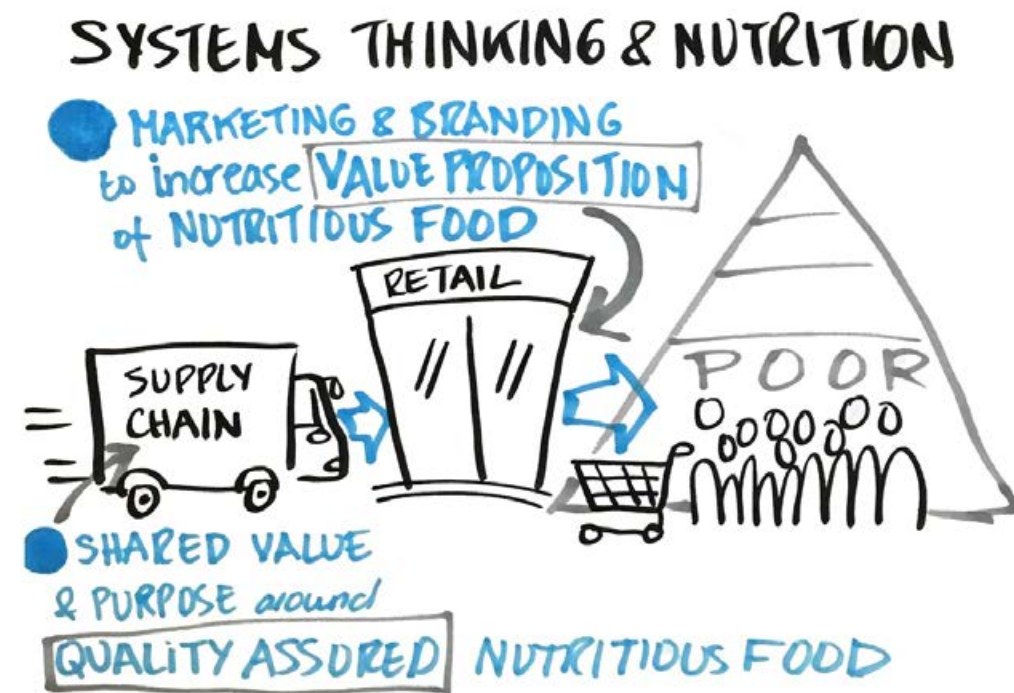 SYSTEMS THINKING & NUTRITION
MARKETING & BRANDING
to increase VALUE PROPOSITION
of NUTRITIOUS FOOD
RETAIL
SUPPLY
CHAIN
POOR
SHARED VALUE
& PURPOSE around
QUALITY ASSURED NUTRITIOUS FOOD